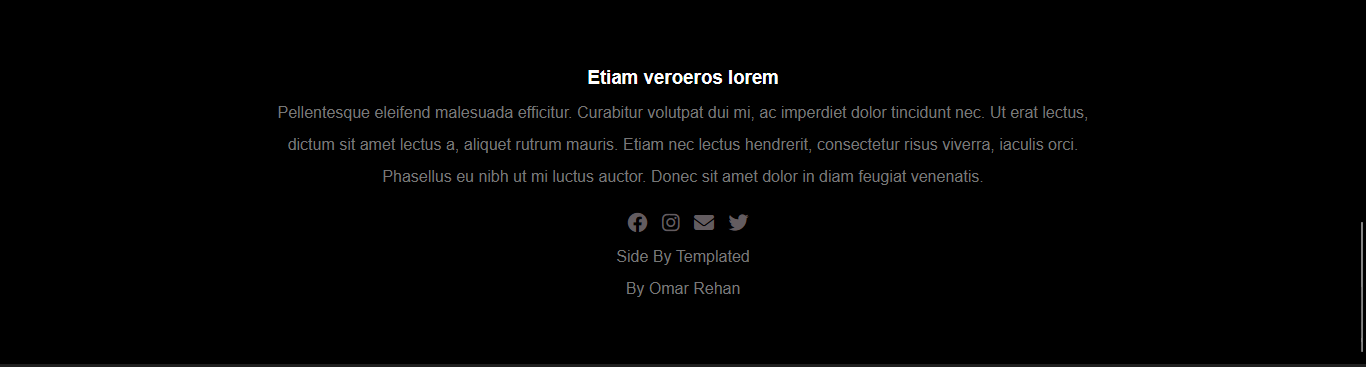 Etiam veroeros lorem
Pellentesque eleifend malesuada efficitur. Curabitur volutpat dui mi, ac imperdiet dolor tincidunt nec. Ut erat lectus,
dictum sit amet lectus a, aliquet rutrum mauris. Etiam nec lectus hendrerit, consectetur risus viverra, iaculis orci.
Phasellus eu nibh ut mi luctus auctor. Donec sit amet dolor in diam feugiat venenatis.
Side By Templated
By Omar Rehan